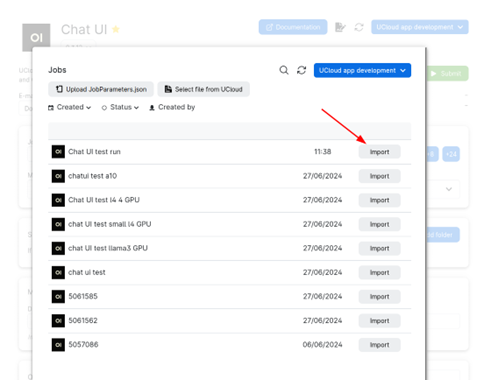 OI Chat UI
Documentation
UCloud app development
Jobs
UCloud app development
Submit
Upload JobParameters.json
Select file from UCloud
Created
Status
Created by
OI Chat UI test run 11:38 Import
OI chatui test a10 27/06/2024 Import
OI Chat UI test l4 4 GPU 27/06/2024 Import
OI chat UI test small l4 GPU 27/06/2024 Import
OI chat UI test llama3 GPU 27/06/2024 Import
OI chat ui test 27/06/2024 Import
OI 5061585 27/06/2024 Import
OI 5061562 27/06/2024 Import
OI 5057086 06/06/2024 Import
+24
folder